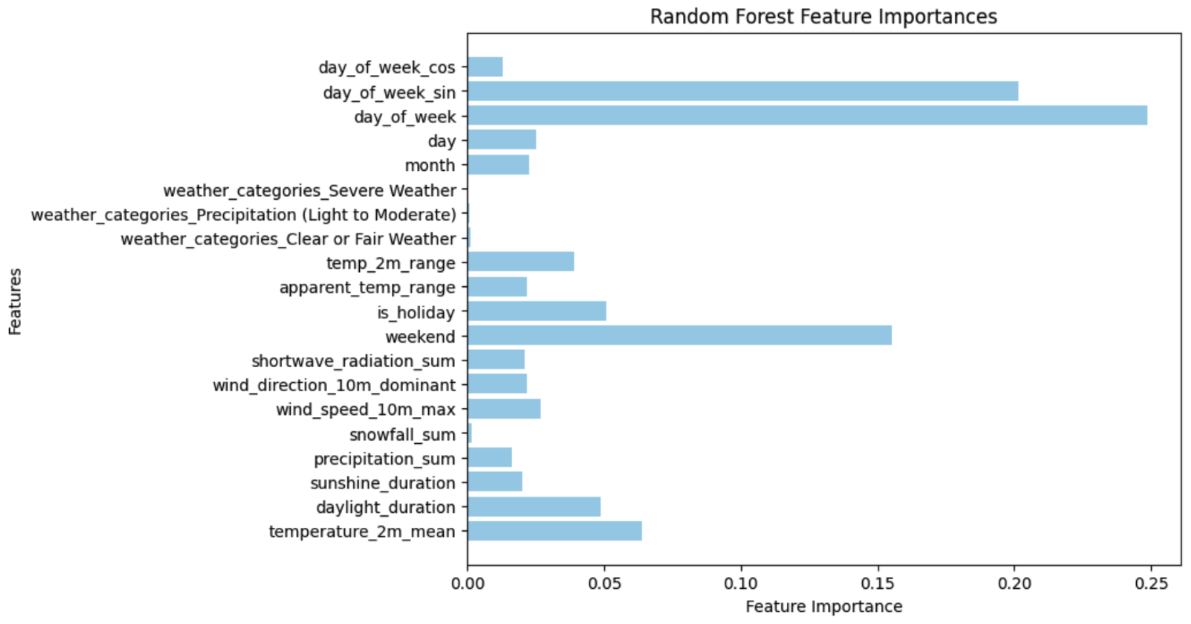 Random Forest Feature Importances
Features
day_of_week_cos
day_of_week_sin
day_of_week
day
month
weather_categories_Severe Weather
weather_categories_Precipitation (Light to Moderate)
weather_categories_Clear or Fair Weather
temp_2m_range
apparent_temp_range
is_holiday
weekend
shortwave_radiation_sum
wind_direction_10m_dominant
wind_speed_10m_max
snowfall_sum
precipitation_sum
sunshine_duration
daylight_duration
temperature_2m_mean
0.00 0.05 0.10 0.15 0.20 0.25
Feature Importance